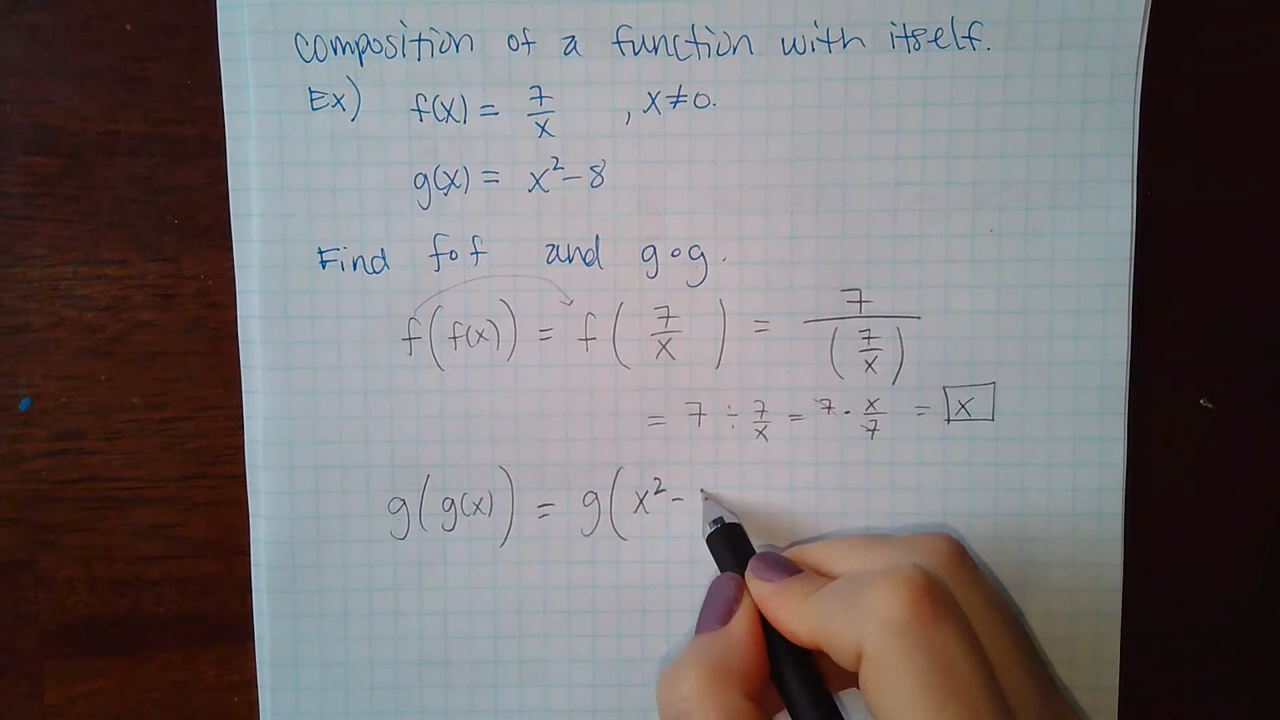 composition of a function with itself.
Ex) f(x) = 7/x , x≠0.
g(x) = x²-8
Find f∘f and g∘g.
f(f(x)) = f(7/x) = 7/(7/x)
= 7 ÷ 7/x = 7 · x/7 = x
g(g(x)) = g(x² -